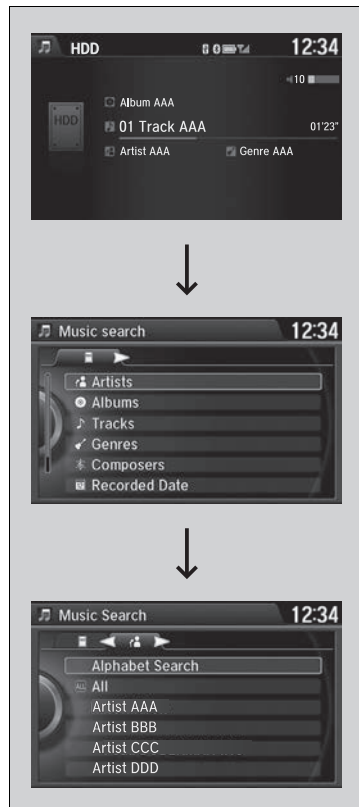 HDD 12:34
10
Album AAA
HDD
01 Track AAA 01'23"
Artist AAA Genre AAA
Music search 12:34
Artists
Albums
Tracks
Genres
Composers
Recorded Date
Music Search 12:34
Alphabet Search
ALL All
Artist AAA
Artist BBB
Artist CCC
Artist DDD